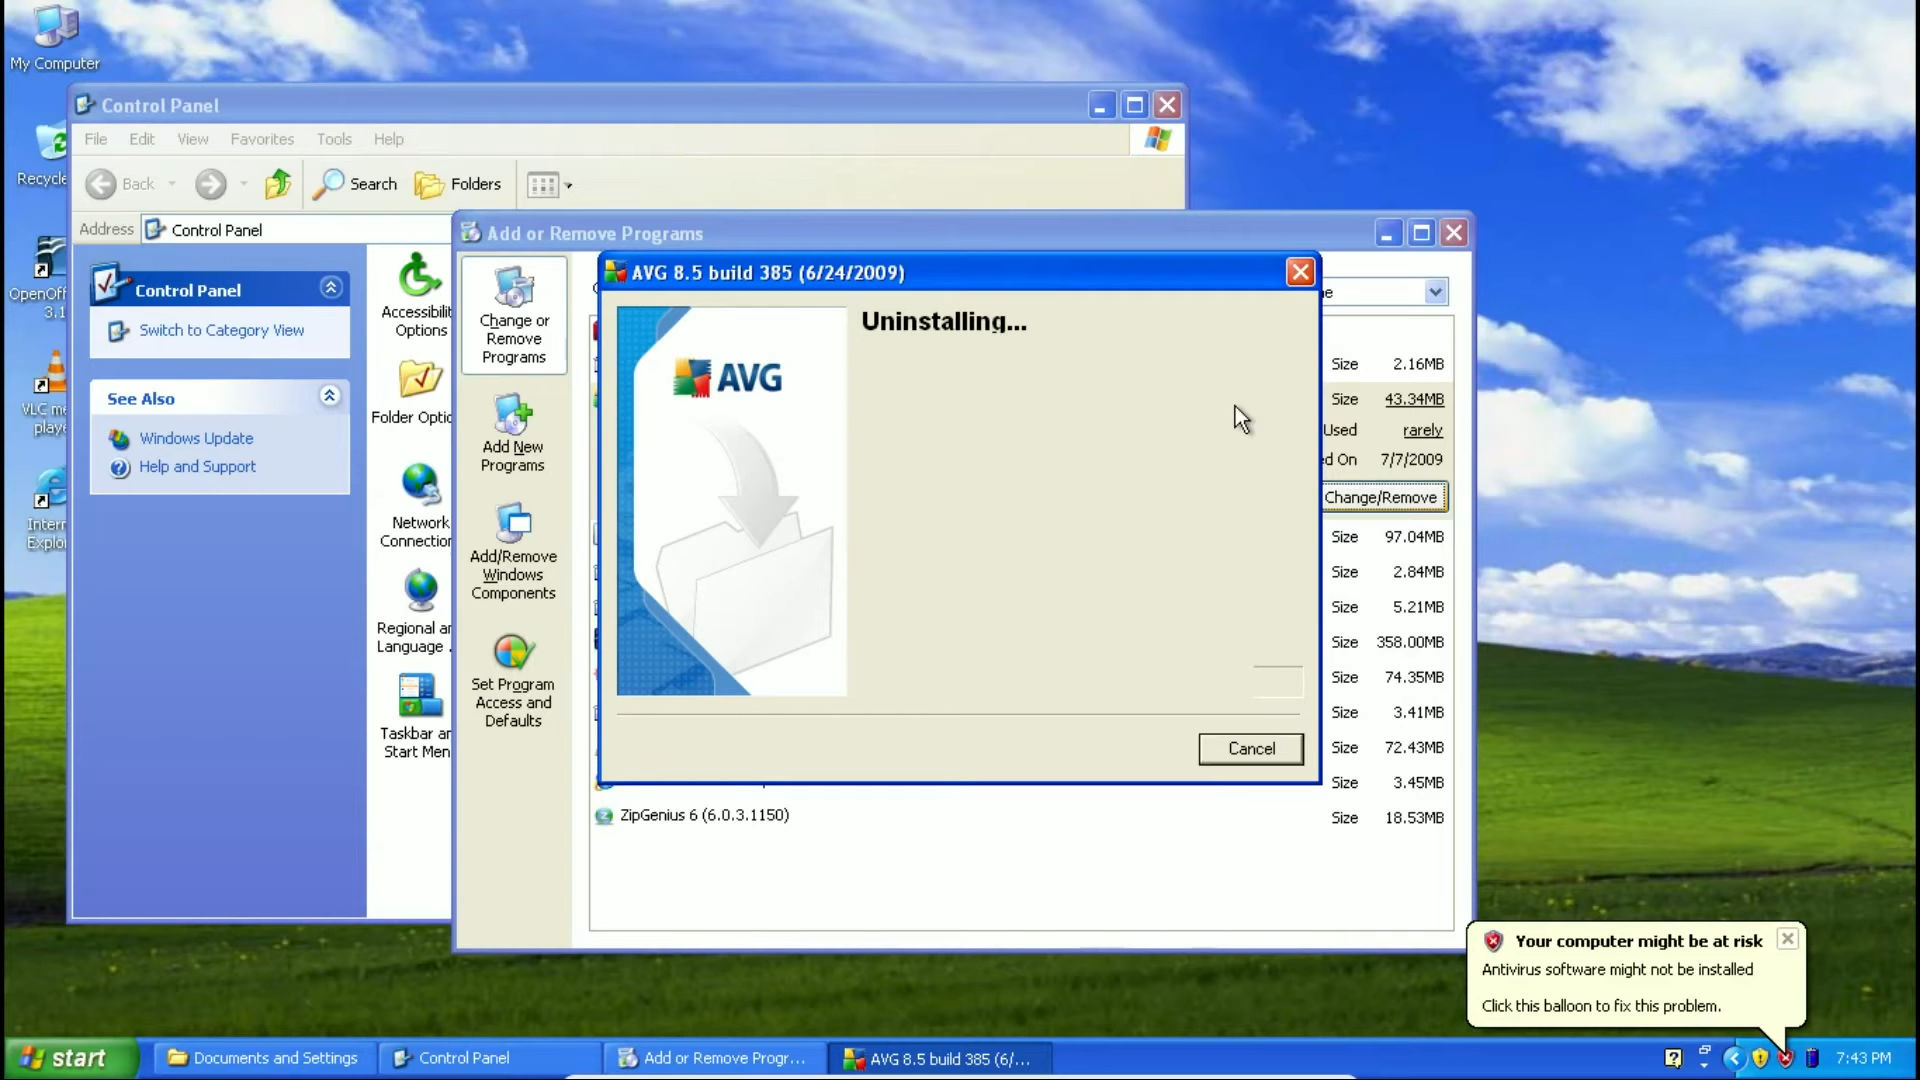 My Computer
Control Panel
File Edit View Favorites Tools Help
Back Search Folders
Address Control Panel
Control Panel
Switch to Category View
See Also
Windows Update
Help and Support
Recycle
OpenOff
3.1
VLC me
playe
Intern
Explor
Accessibilit
Options
Folder Optio
Network
Connection
Regional an
Language .
Taskbar an
Start Men
Add or Remove Programs
Change or
Remove
Programs
Add New
Programs
Add/Remove
Windows
Components
Set Program
Access and
Defaults
AVG 8.5 build 385 (6/24/2009)
AVG
Uninstalling...
Cancel
Size 2.16MB
Size 43.34MB
Used rarely
d On 7/7/2009
Change/Remove
Size 97.04MB
Size 2.84MB
Size 5.21MB
Size 358.00MB
Size 74.35MB
Size 3.41MB
Size 72.43MB
Size 3.45MB
ZipGenius 6 (6.0.3.1150) Size 18.53MB
Your computer might be at risk
Antivirus software might not be installed
Click this balloon to fix this problem.
start Documents and Settings Control Panel Add or Remove Progr... AVG 8.5 build 385 (6/... 7:43 PM